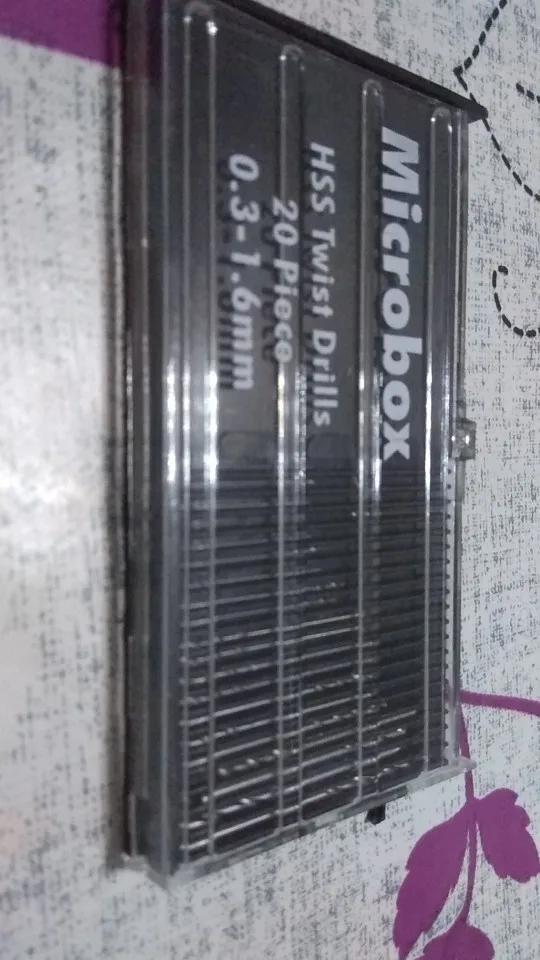 Microbox
HSS Twist Drills
20 Piece
0.3-1.6mm